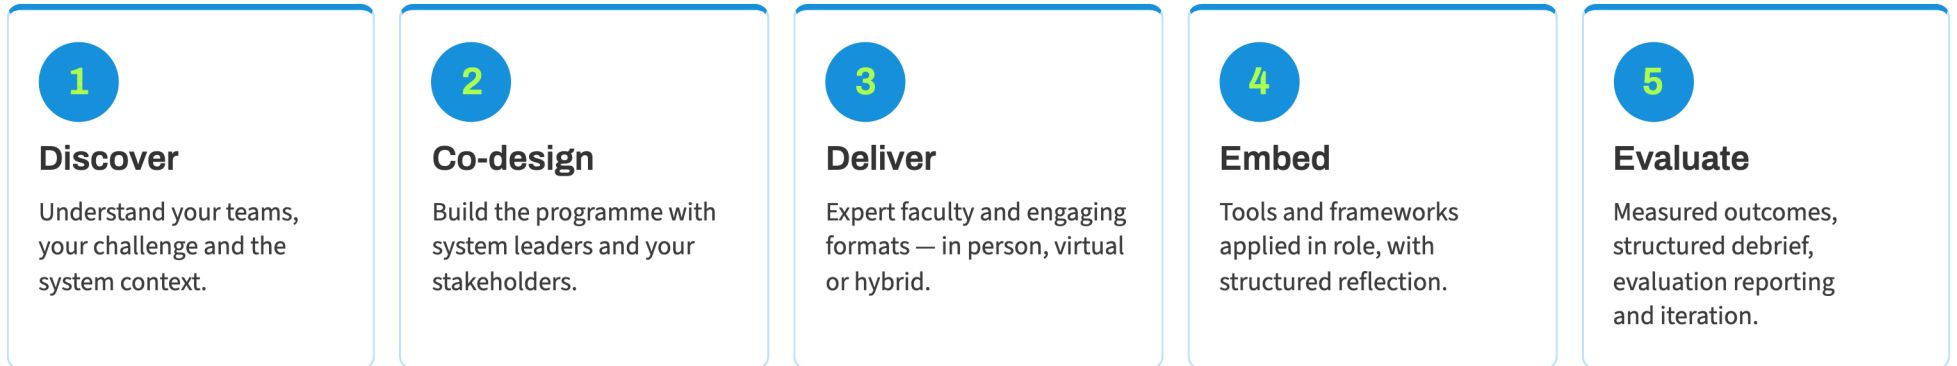 1
Discover
Understand your teams,
your challenge and the
system context.
2
Co-design
Build the programme with
system leaders and your
stakeholders.
3
Deliver
Expert faculty and engaging
formats — in person, virtual
or hybrid.
4
Embed
Tools and frameworks
applied in role, with
structured reflection.
5
Evaluate
Measured outcomes,
structured debrief,
evaluation reporting
and iteration.